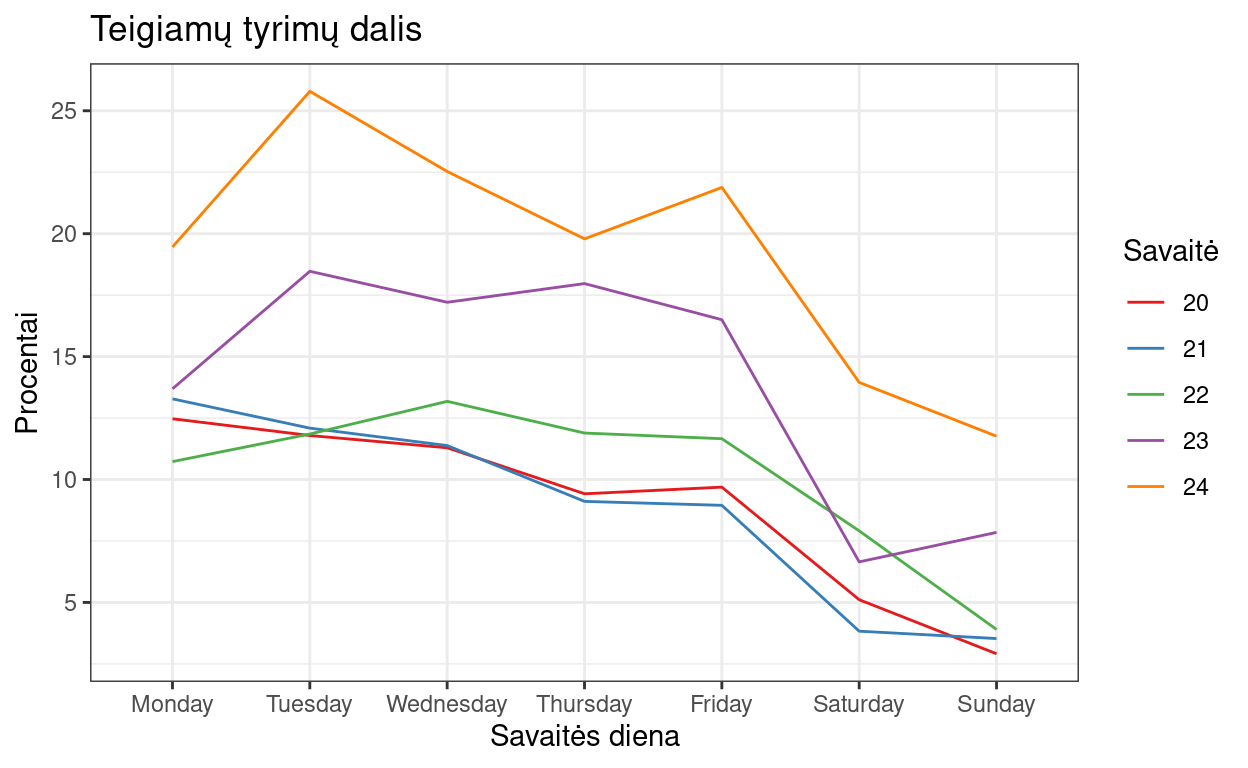 Teigiamų tyrimų dalis
Procentai
25
20
15
10
5
Monday Tuesday Wednesday Thursday Friday Saturday Sunday
Savaitės diena
Savaitė
20
21
22
23
24